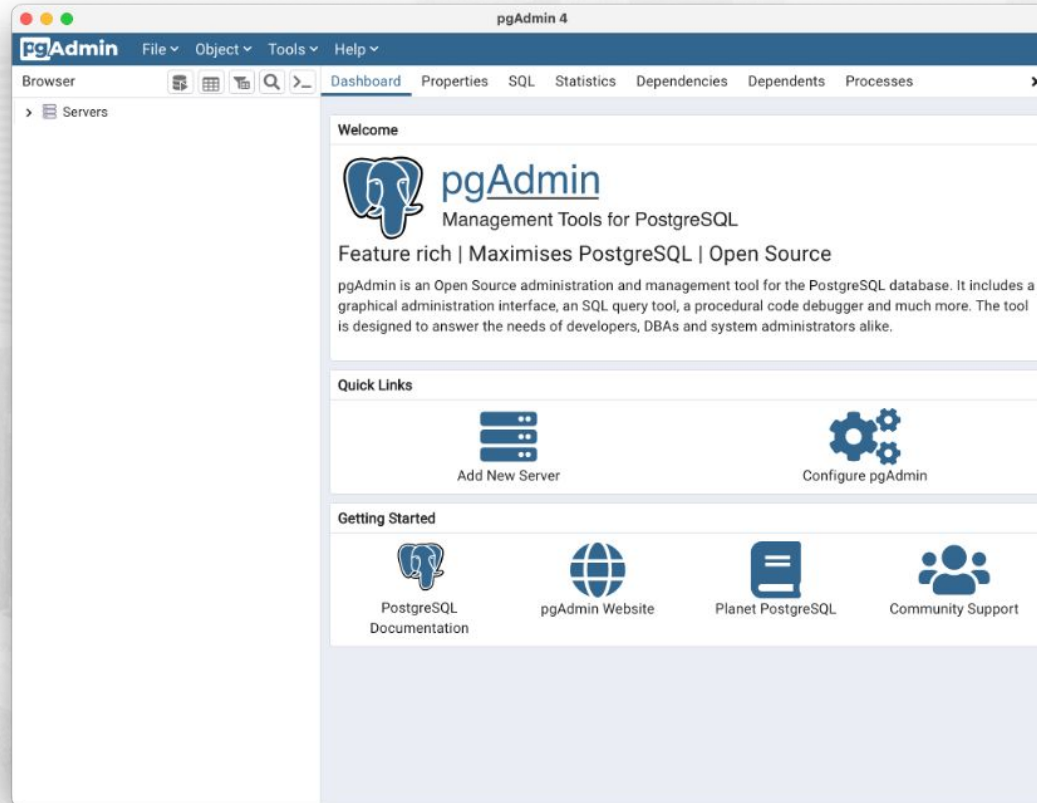 pgAdmin 4
pgAdmin File Object Tools Help
Browser
Dashboard Properties SQL Statistics Dependencies Dependents Processes
Servers
Welcome
pgAdmin
Management Tools for PostgreSQL
Feature rich | Maximises PostgreSQL | Open Source
pgAdmin is an Open Source administration and management tool for the PostgreSQL database. It includes a
graphical administration interface, an SQL query tool, a procedural code debugger and much more. The tool
is designed to answer the needs of developers, DBAs and system administrators alike.
Quick Links
Add New Server
Configure pgAdmin
Getting Started
PostgreSQL
Documentation
pgAdmin Website
Planet PostgreSQL
Community Support